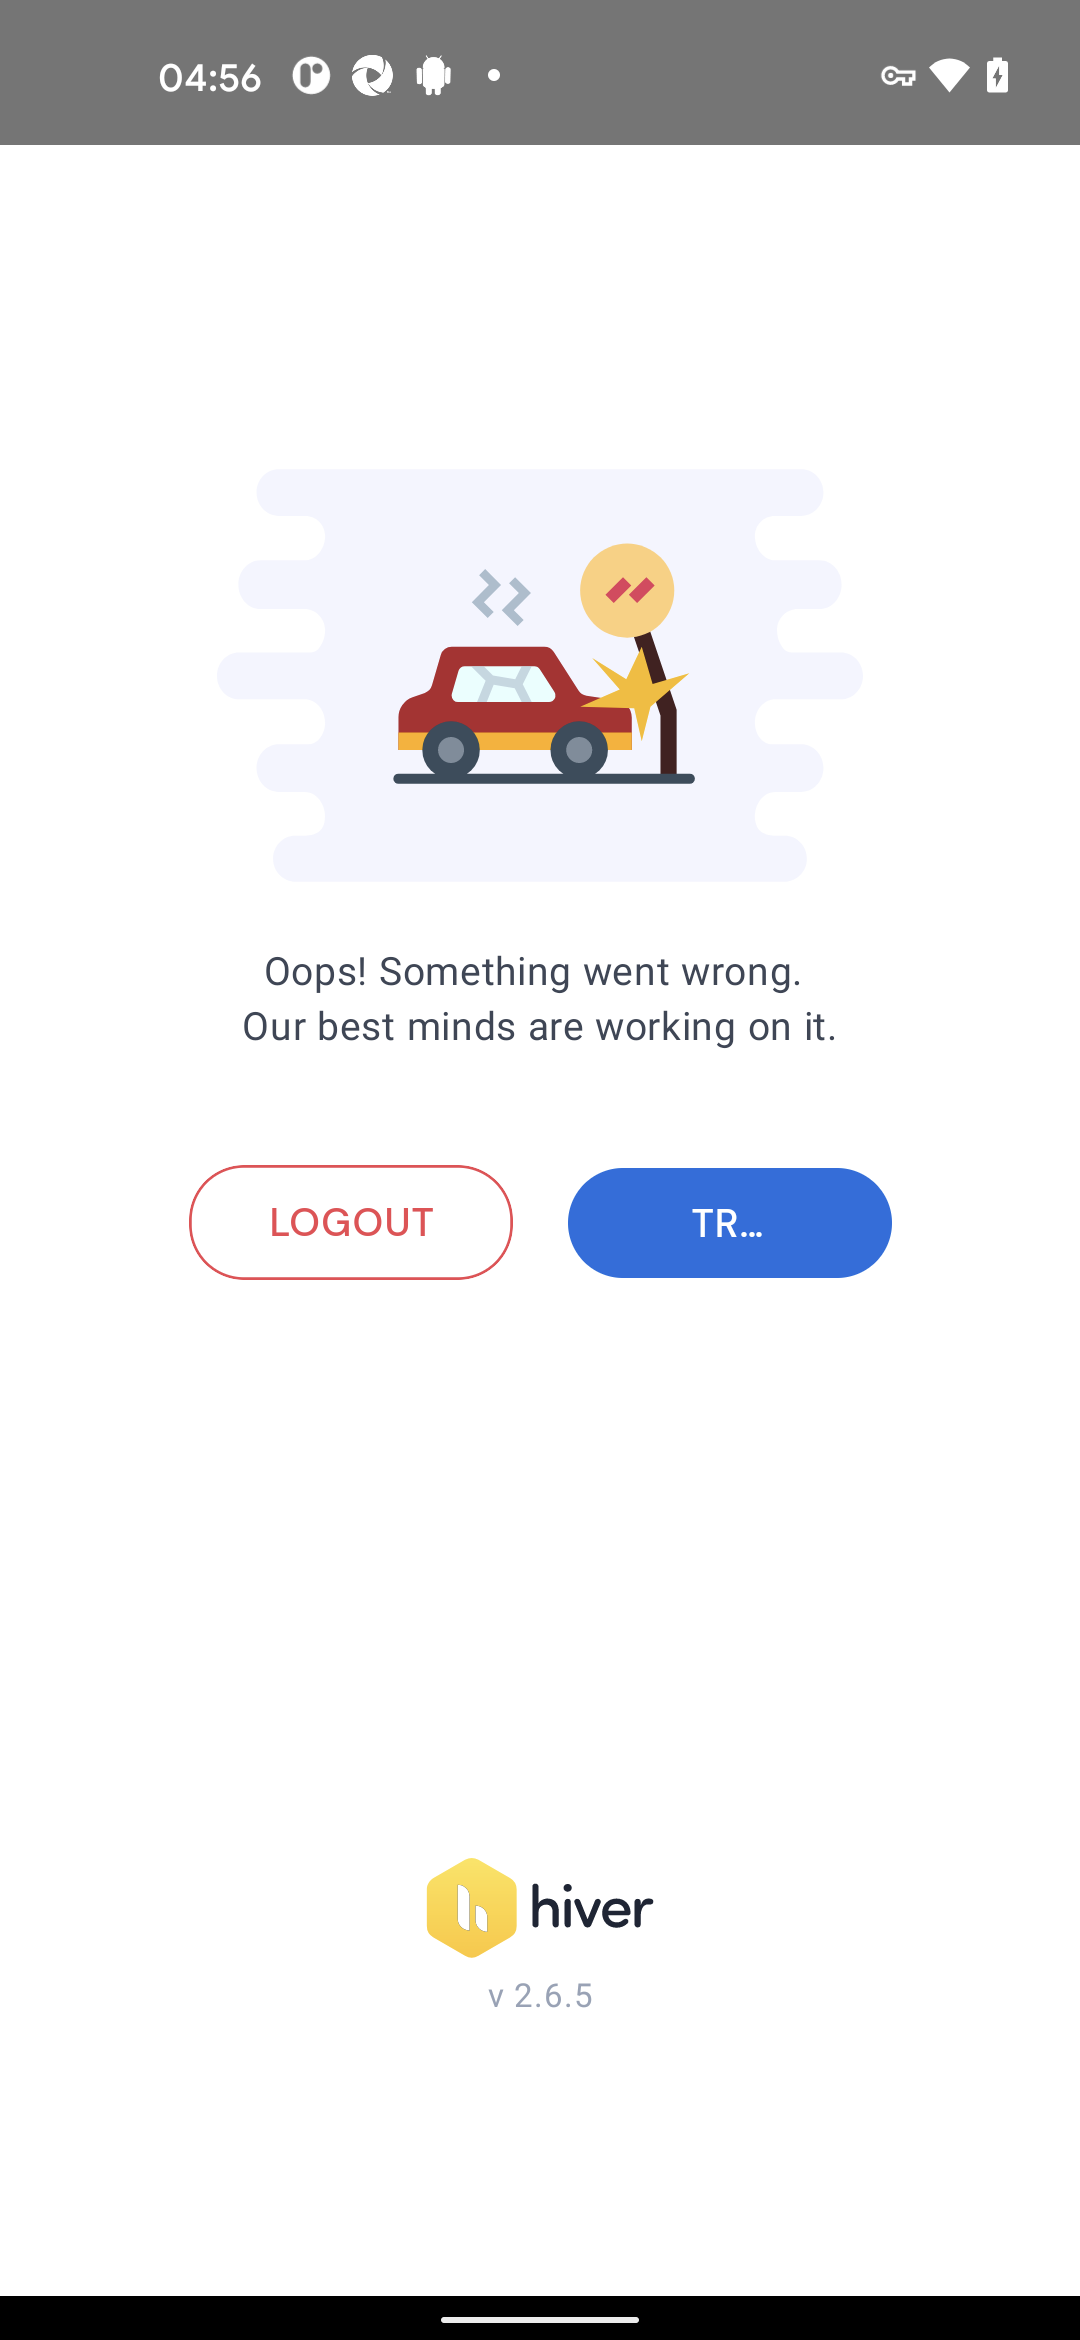 04:56
Oops! Something went wrong.
Our best minds are working on it.
LOGOUT
TR...
hiver
v 2.6.5